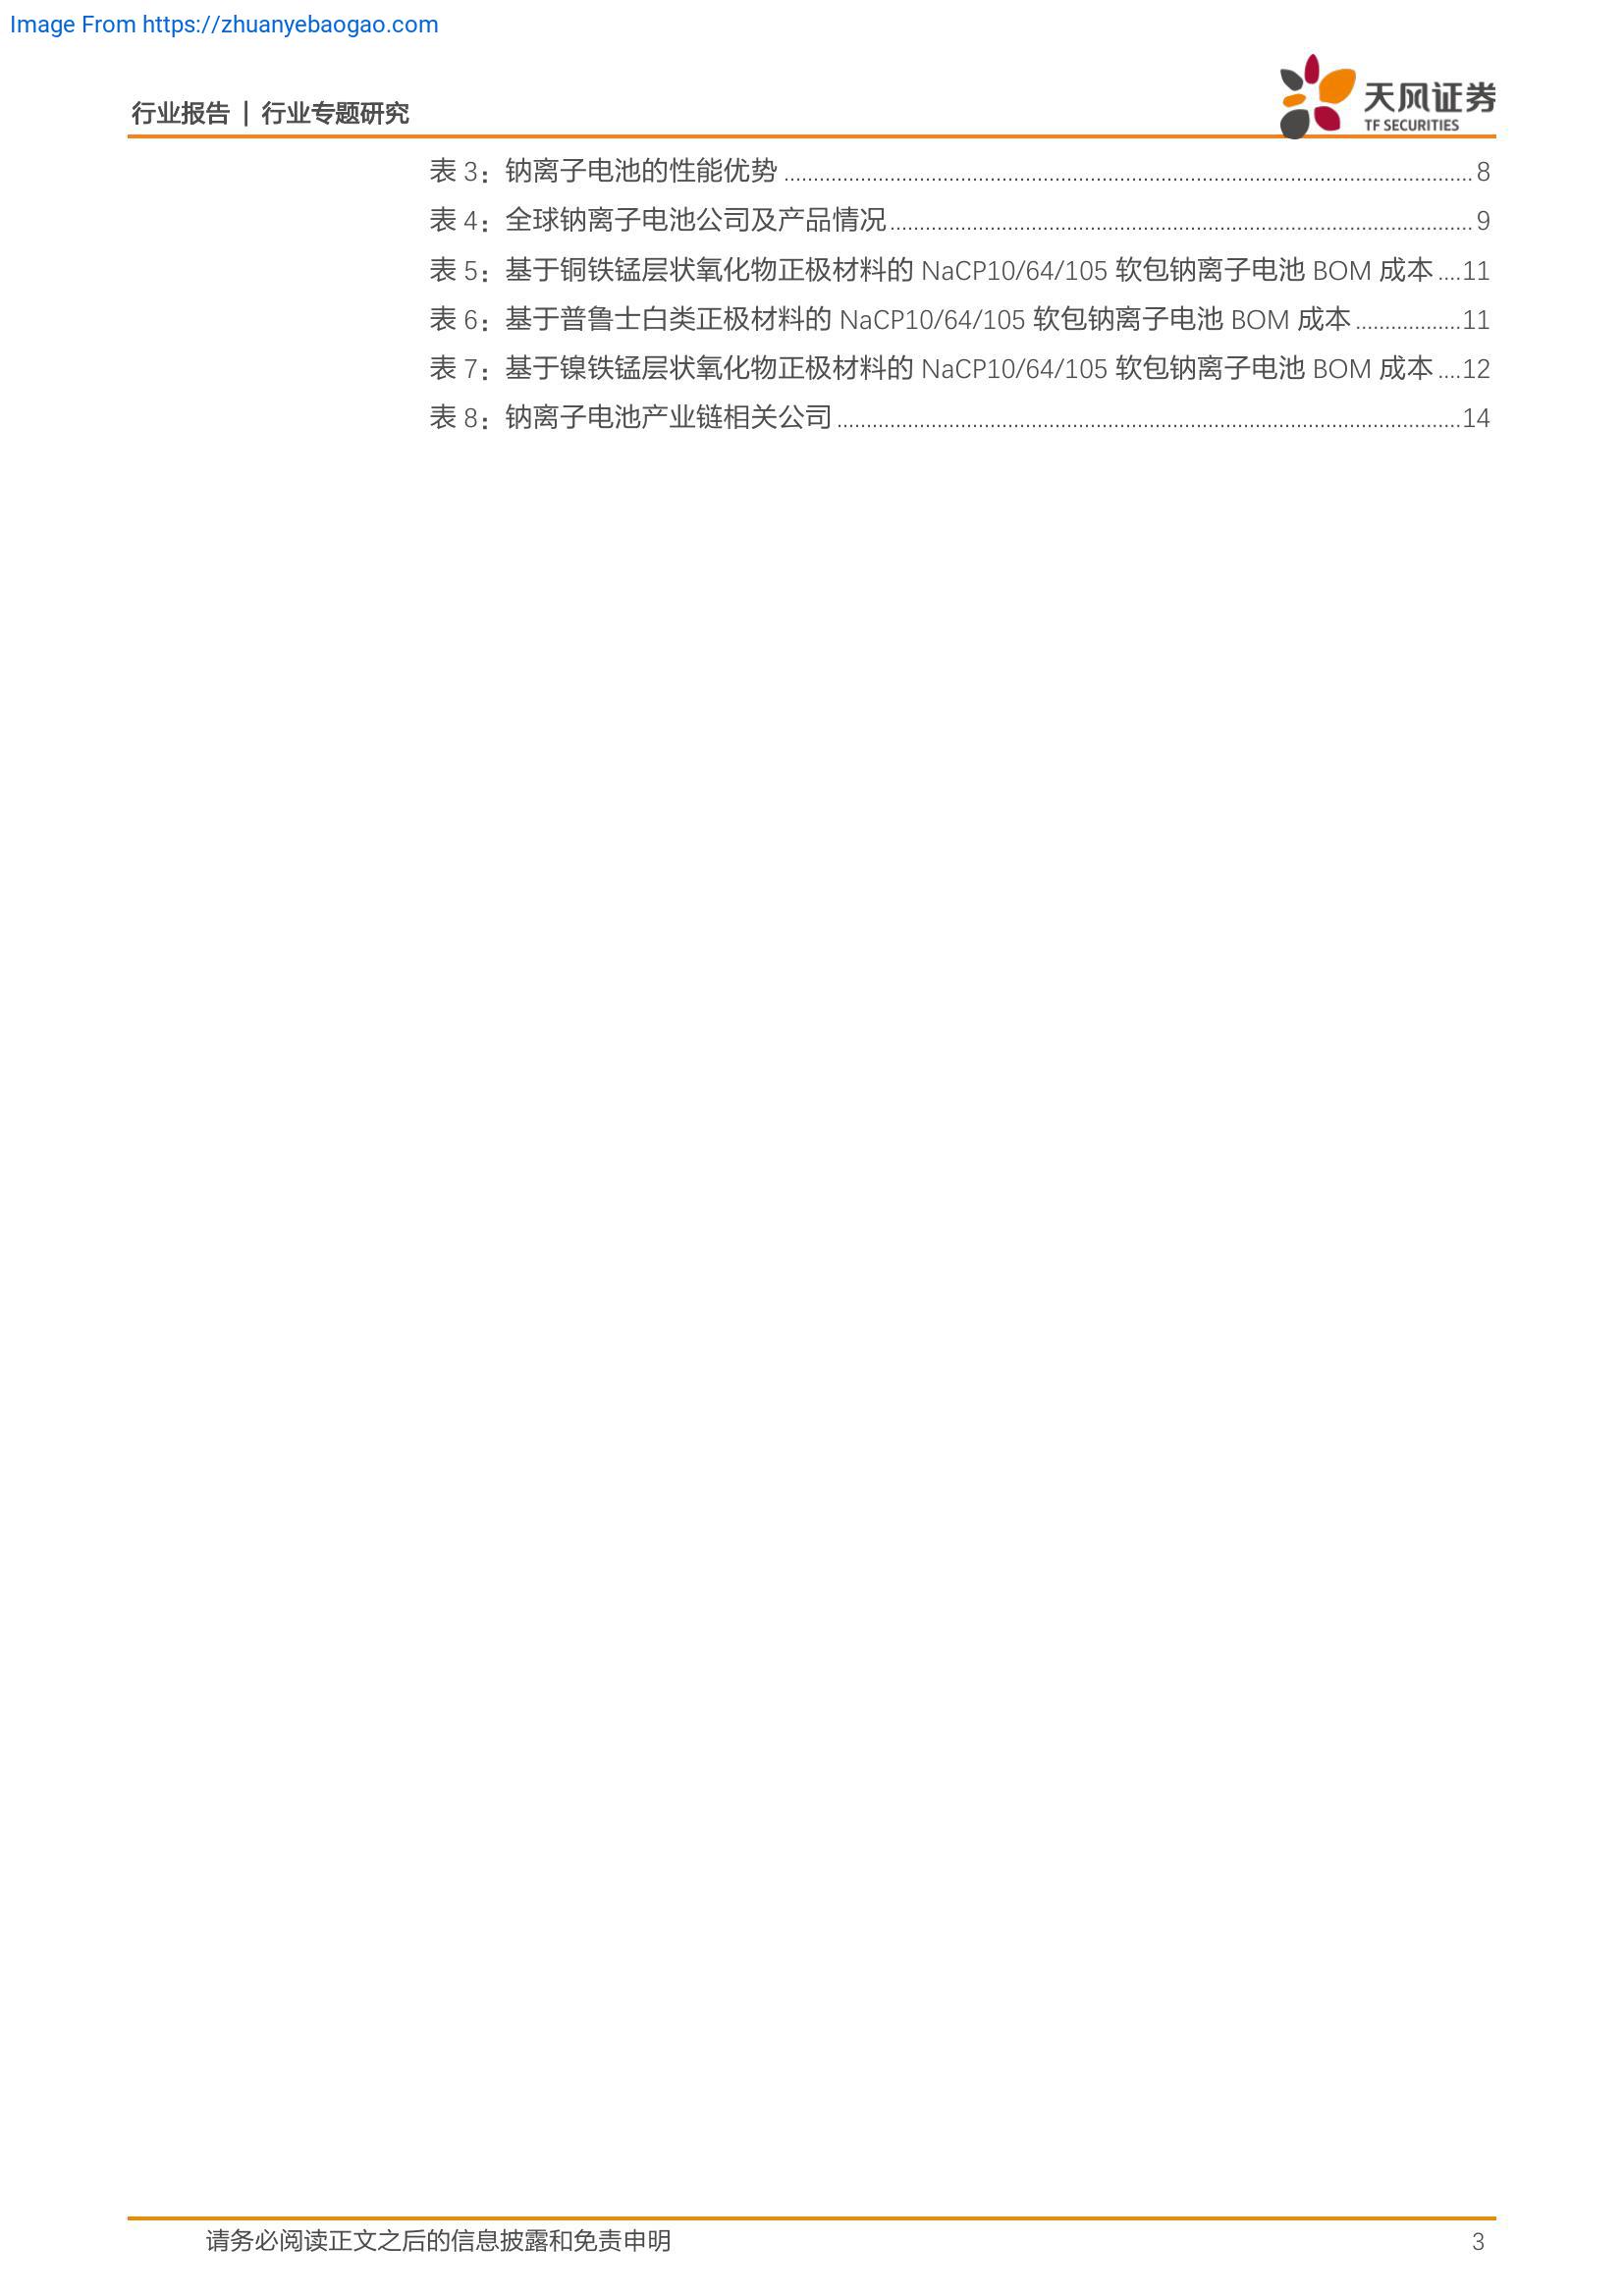 Image From https://zhuanyebaogao.com
行业报告 | 行业专题研究
天风证券
TF SECURITIES
表 3：钠离子电池的性能优势 ........ 8
表 4：全球钠离子电池公司及产品情况 ........ 9
表 5：基于铜铁锰层状氧化物正极材料的 NaCP10/64/105 软包钠离子电池 BOM 成本 .... 11
表 6：基于普鲁士白类正极材料的 NaCP10/64/105 软包钠离子电池 BOM 成本 ........ 11
表 7：基于镍铁锰层状氧化物正极材料的 NaCP10/64/105 软包钠离子电池 BOM 成本 .... 12
表 8：钠离子电池产业链相关公司 ........ 14
请务必阅读正文之后的信息披露和免责申明 3